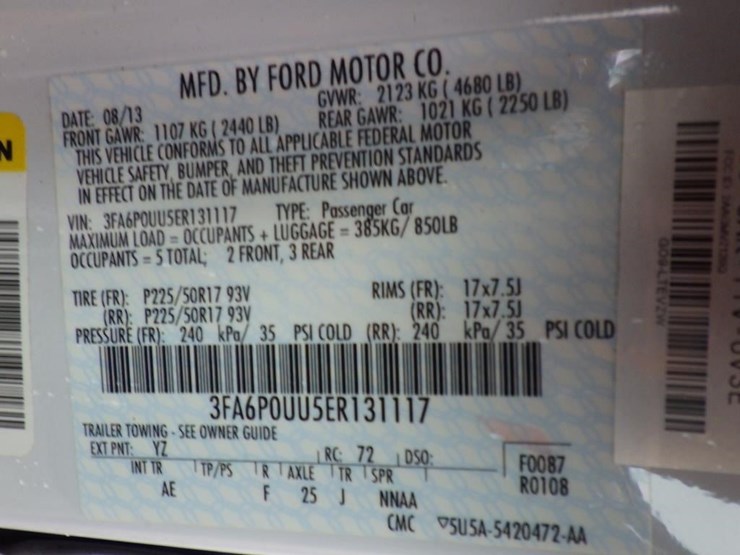 MFD. BY FORD MOTOR CO.
DATE: 08/13 GVWR: 2123 KG ( 4680 LB)
FRONT GAWR: 1107 KG ( 2440 LB) REAR GAWR: 1021 KG ( 2250 LB)
THIS VEHICLE CONFORMS TO ALL APPLICABLE FEDERAL MOTOR
VEHICLE SAFETY, BUMPER, AND THEFT PREVENTION STANDARDS
IN EFFECT ON THE DATE OF MANUFACTURE SHOWN ABOVE.
VIN: 3FA6P0UU5ER131117 TYPE: Passenger Car
MAXIMUM LOAD = OCCUPANTS + LUGGAGE = 385KG/ 850LB
OCCUPANTS = 5 TOTAL; 2 FRONT, 3 REAR
TIRE (FR): P225/50R17 93V RIMS (FR): 17x7.5J
(RR): P225/50R17 93V (RR): 17x7.5J
PRESSURE (FR): 240 kPa/ 35 PSI COLD (RR): 240 kPa/ 35 PSI COLD
3FA6P0UU5ER131117
TRAILER TOWING - SEE OWNER GUIDE
EXT PNT: YZ RC: 72 DSO:
INT TR TP/PS R AXLE TR SPR
AE F 25 J NNAA
F0087
R0108
CMC ▽5U5A-5420472-AA
N